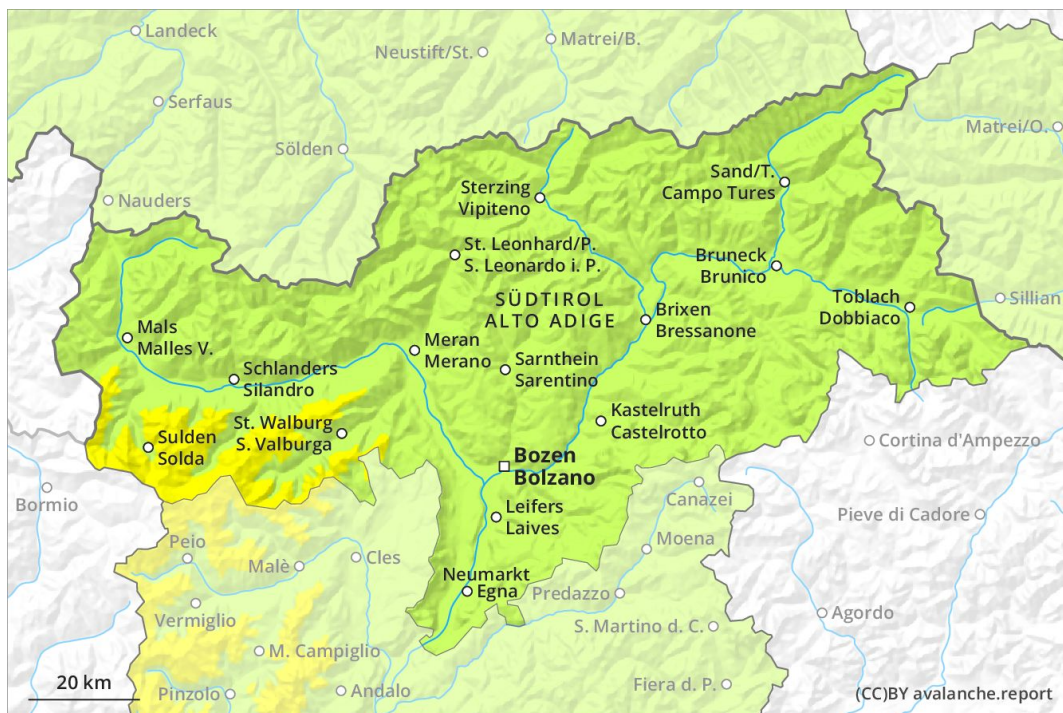 Landeck
Matrei/B.
Neustift/St.
Serfaus
Matrei/O.
Sölden
Sand/T.
Campo Tures
Sterzing
Vipiteno
Nauders
St. Leonhard/P.
S. Leonardo i. P.
Bruneck
Brunico
Toblach
Dobbiaco
Sillian
SÜDTIROL
ALTO ADIGE
Brixen
Bressanone
Mals
Malles V.
Meran
Merano
Sarnthein
Sarentino
Schlanders
Silandro
Kastelruth
Castelrotto
St. Walburg
S. Valburga
Sulden
Solda
Cortina d'Ampezzo
Bozen
Bolzano
Bormio
Canazei
Leifers
Laives
Pieve di Cadore
Moena
Peio
Malè
Cles
Neumarkt
Egna
Predazzo
Vermiglio
Agordo
S. Martino d. C.
M. Campiglio
20 km
Pinzolo
Andalo
Fiera d. P.
(CC)BY avalanche.report